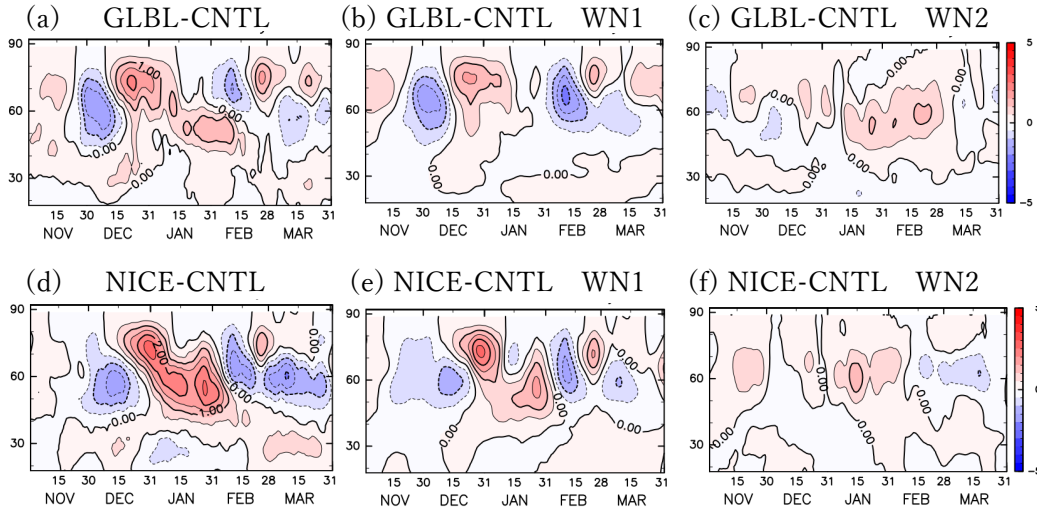 (a) GLBL-CNTL (b) GLBL-CNTL WN1 (c) GLBL-CNTL WN2
90 90 90 5
1.00 0.00
60 0.00 60 60 0.00 0.00 0
0.00
30 0.00 30 0.00 30 0.00
-5
15 30 15 31 15 31 15 28 15 31 15 30 15 31 15 31 15 28 15 31 15 30 15 31 15 31 15 28 15 31
NOV DEC JAN FEB MAR NOV DEC JAN FEB MAR NOV DEC JAN FEB MAR
(d) NICE-CNTL (e) NICE-CNTL WN1 (f) NICE-CNTL WN2
90 90 90
2.00 0.00 0.00
60 0.00 60 60 0.00
0.00 1.00
30 30 0.00 0.00 30 0.00 0.00
15 30 15 31 15 31 15 28 15 31 15 30 15 31 15 31 15 28 15 31 15 30 15 31 15 31 15 28 15 31
NOV DEC JAN FEB MAR NOV DEC JAN FEB MAR NOV DEC JAN FEB MAR